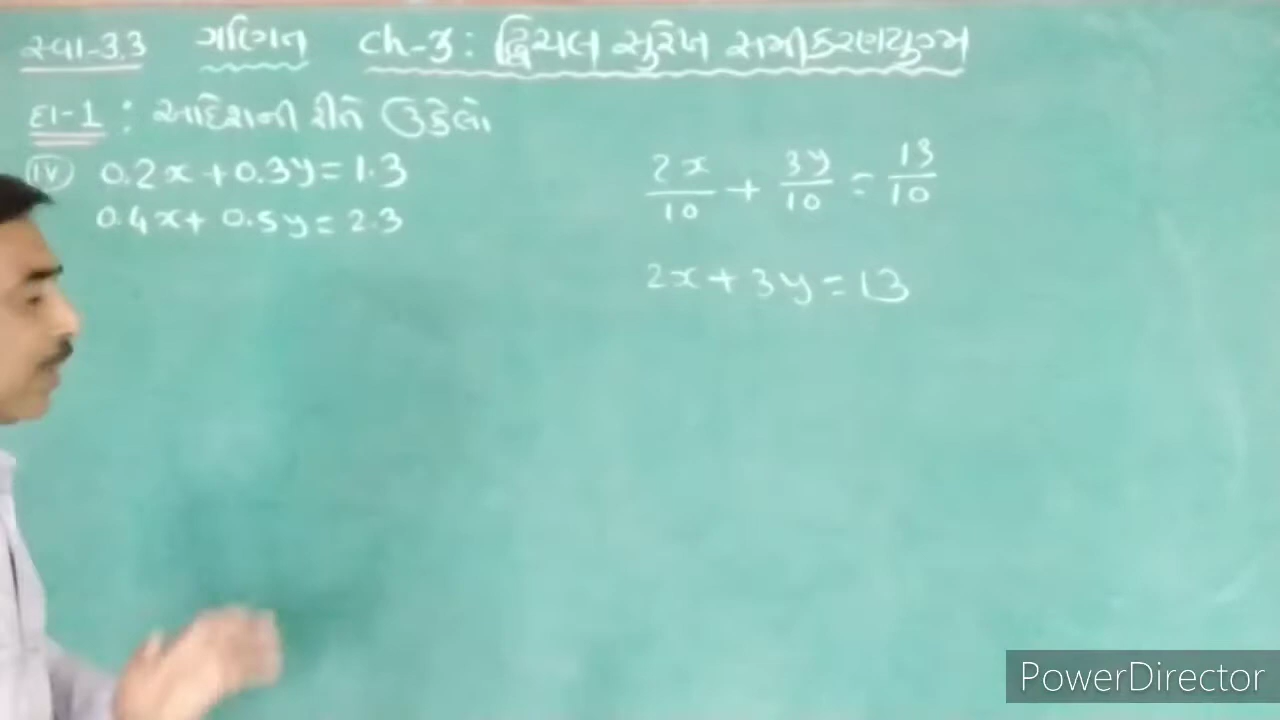 સ્વા-3.3 ગણિત Ch-3: દ્વિચલ સુરેખ સમીકરણયુગ્મ
દા-1 : આદેશની રીતે ઉકેલો
(iv) 0.2x + 0.3y = 1.3
0.4x + 0.5y = 2.3
2x/10 + 3y/10 = 13/10
2x + 3y = 13
PowerDirector